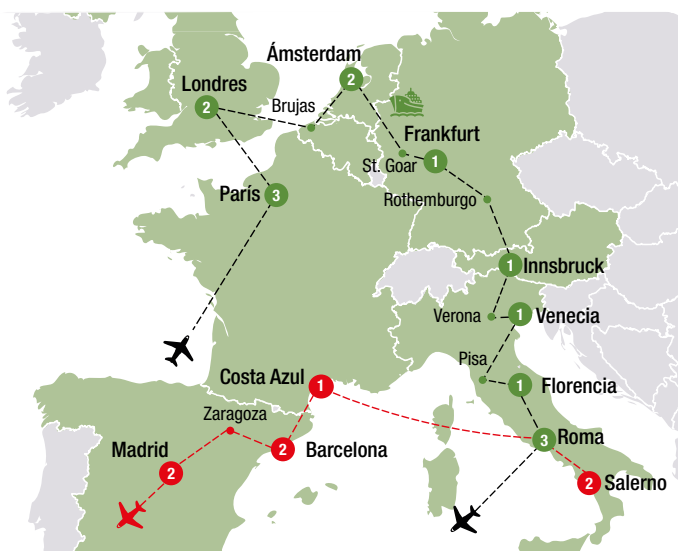 Ámsterdam
2
Londres
2
Brujas
Frankfurt
1
St. Goar
París
3
Rothemburgo
1
Innsbruck
Verona
1
Venecia
Pisa
Costa Azul
1
1
Florencia
Zaragoza
Madrid
2
2
Barcelona
3
Roma
2
Salerno